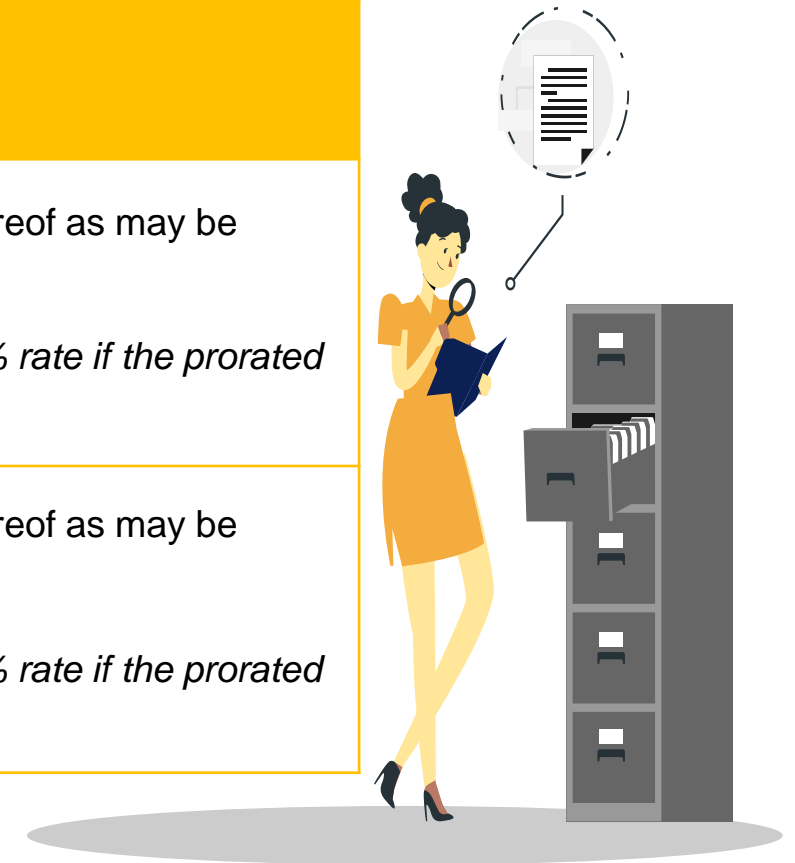 reof as may be
% rate if the prorated
reof as may be
% rate if the prorated